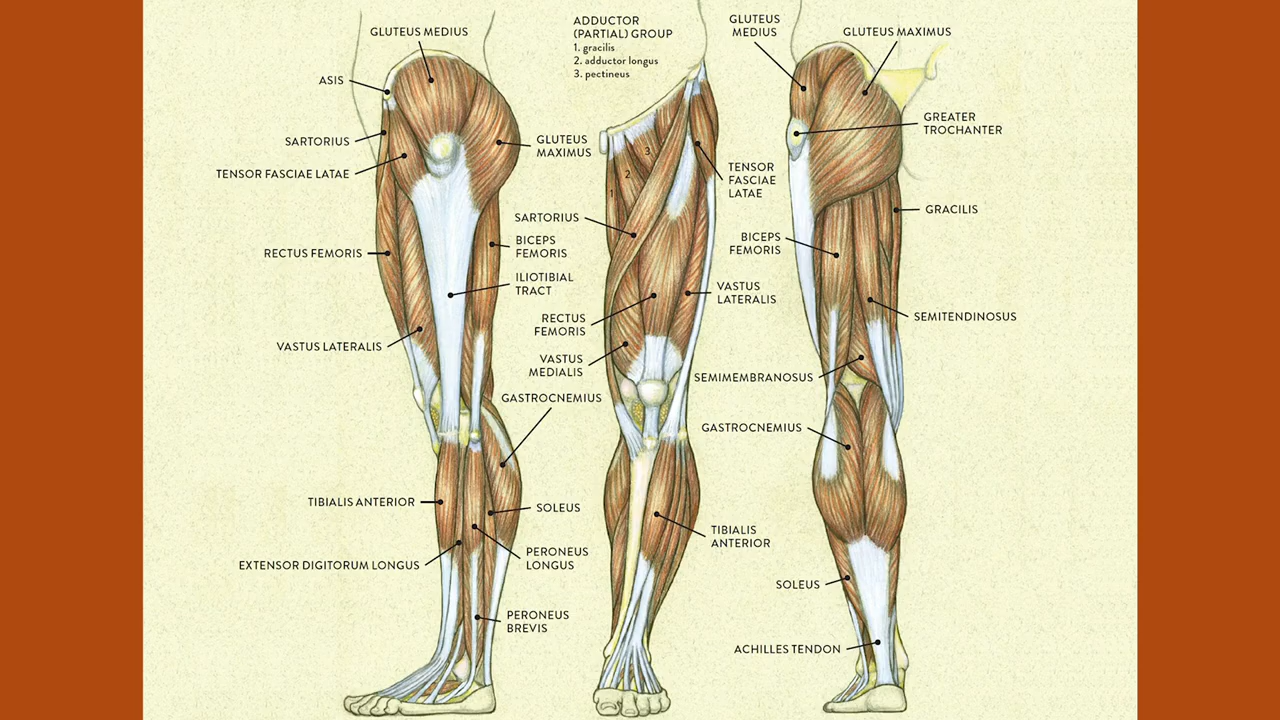 GLUTEUS MEDIUS
ASIS
SARTORIUS
TENSOR FASCIAE LATAE
GLUTEUS
MAXIMUS
RECTUS FEMORIS
BICEPS
FEMORIS
ILIOTIBIAL
TRACT
VASTUS LATERALIS
GASTROCNEMIUS
TIBIALIS ANTERIOR
SOLEUS
EXTENSOR DIGITORUM LONGUS
PERONEUS
LONGUS
PERONEUS
BREVIS
ADDUCTOR
(PARTIAL) GROUP
1. gracilis
2. adductor longus
3. pectineus
3
2
1
TENSOR
FASCIAE
LATAE
SARTORIUS
VASTUS
LATERALIS
RECTUS
FEMORIS
VASTUS
MEDIALIS
TIBIALIS
ANTERIOR
GLUTEUS
MEDIUS
GLUTEUS MAXIMUS
GREATER
TROCHANTER
GRACILIS
BICEPS
FEMORIS
SEMITENDINOSUS
SEMIMEMBRANOSUS
GASTROCNEMIUS
SOLEUS
ACHILLES TENDON